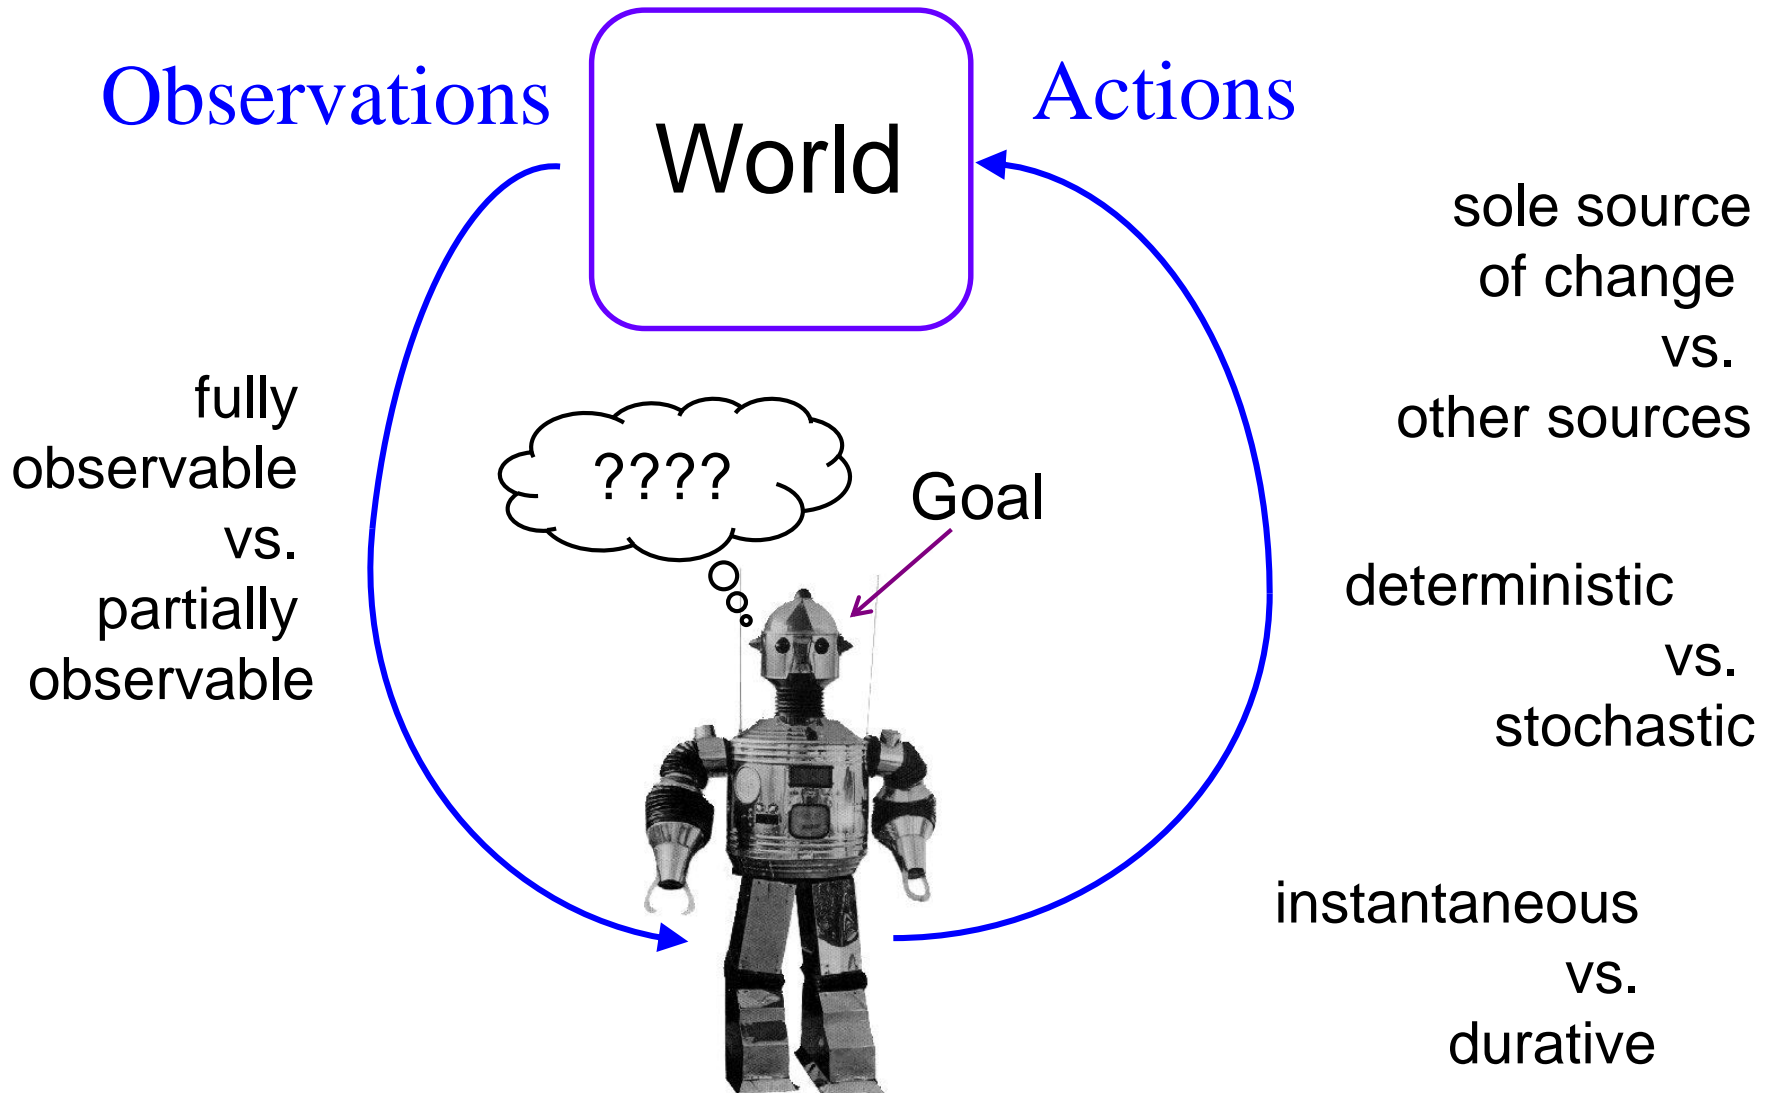 Observations
World
Actions
fully
observable
vs.
partially
observable
????
Goal
sole source
of change
vs.
other sources
deterministic
vs.
stochastic
instantaneous
vs.
durative